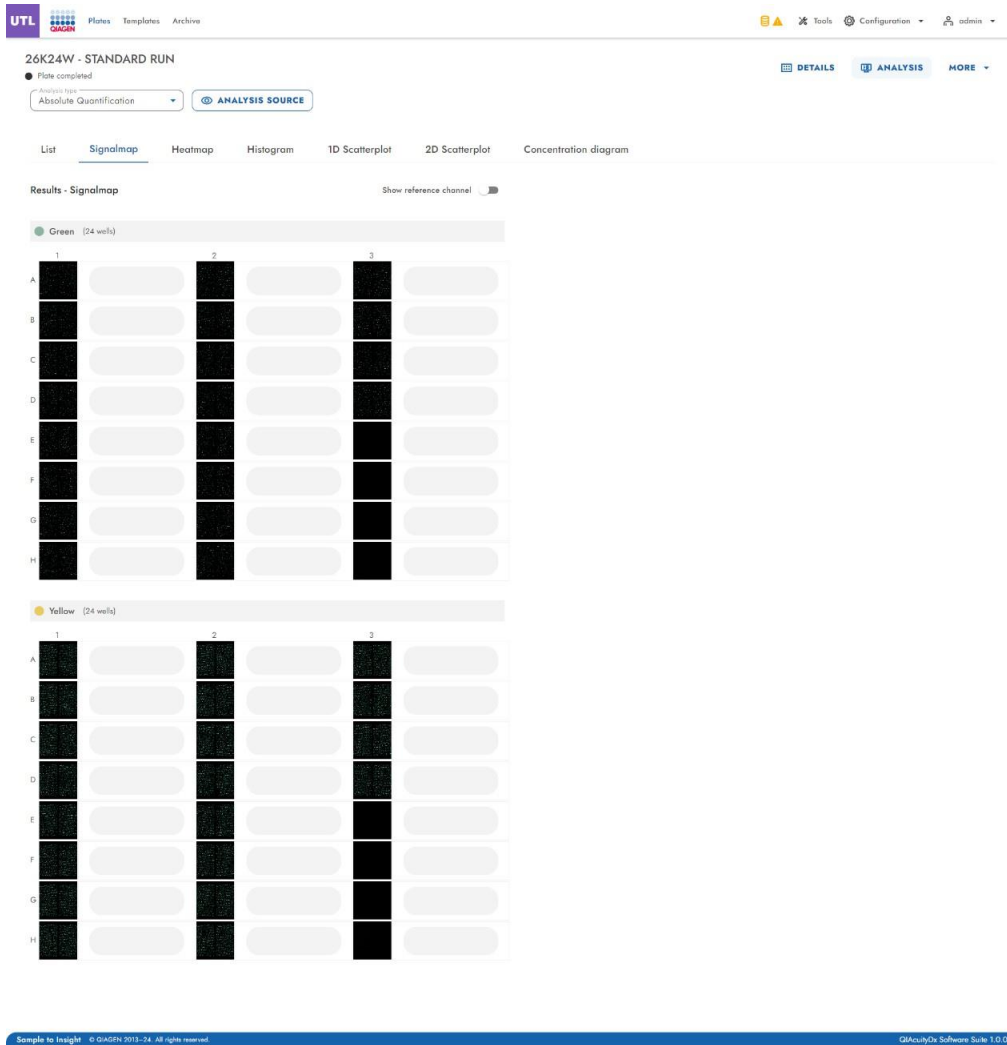 UTL QIAGEN Plates Templates Archive Tools Configuration admin
26K24W - STANDARD RUN
DETAILS ANALYSIS MORE
Plate completed
Analysis type
Absolute Quantification ANALYSIS SOURCE
List Signalmap Heatmap Histogram 1D Scatterplot 2D Scatterplot Concentration diagram
Results - Signalmap Show reference channel
Green (24 wells)
1 2 3
A
B
C
D
E
F
G
H
Yellow (24 wells)
1 2 3
A
B
C
D
E
F
G
H
Sample to Insight © QIAGEN 2013–24. All rights reserved. QIAcuityDx Software Suite 1.0.0